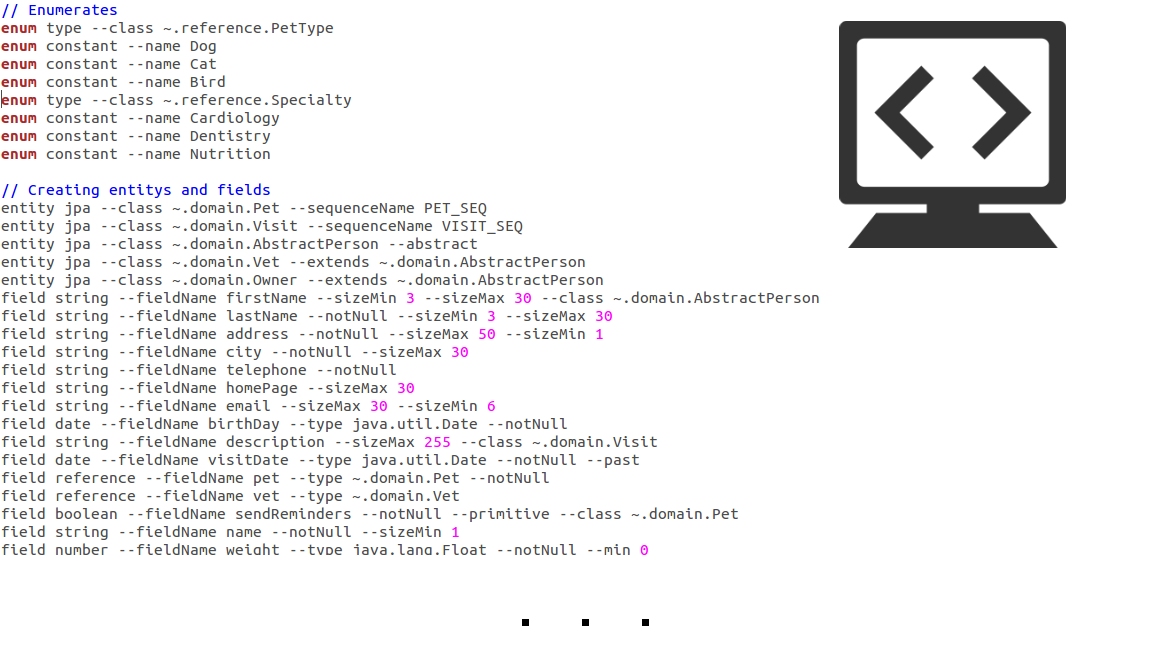 // Enumerates
enum type --class ~.reference.PetType
enum constant --name Dog
enum constant --name Cat
enum constant --name Bird
enum type --class ~.reference.Specialty
enum constant --name Cardiology
enum constant --name Dentistry
enum constant --name Nutrition
// Creating entitys and fields
entity jpa --class ~.domain.Pet --sequenceName PET_SEQ
entity jpa --class ~.domain.Visit --sequenceName VISIT_SEQ
entity jpa --class ~.domain.AbstractPerson --abstract
entity jpa --class ~.domain.Vet --extends ~.domain.AbstractPerson
entity jpa --class ~.domain.Owner --extends ~.domain.AbstractPerson
field string --fieldName firstName --sizeMin 3 --sizeMax 30 --class ~.domain.AbstractPerson
field string --fieldName lastName --notNull --sizeMin 3 --sizeMax 30
field string --fieldName address --notNull --sizeMax 50 --sizeMin 1
field string --fieldName city --notNull --sizeMax 30
field string --fieldName telephone --notNull
field string --fieldName homePage --sizeMax 30
field string --fieldName email --sizeMax 30 --sizeMin 6
field date --fieldName birthDay --type java.util.Date --notNull
field string --fieldName description --sizeMax 255 --class ~.domain.Visit
field date --fieldName visitDate --type java.util.Date --notNull --past
field reference --fieldName pet --type ~.domain.Pet --notNull
field reference --fieldName vet --type ~.domain.Vet
field boolean --fieldName sendReminders --notNull --primitive --class ~.domain.Pet
field string --fieldName name --notNull --sizeMin 1
field number --fieldName weight --type java.lang.Float --notNull --min 0
. . .